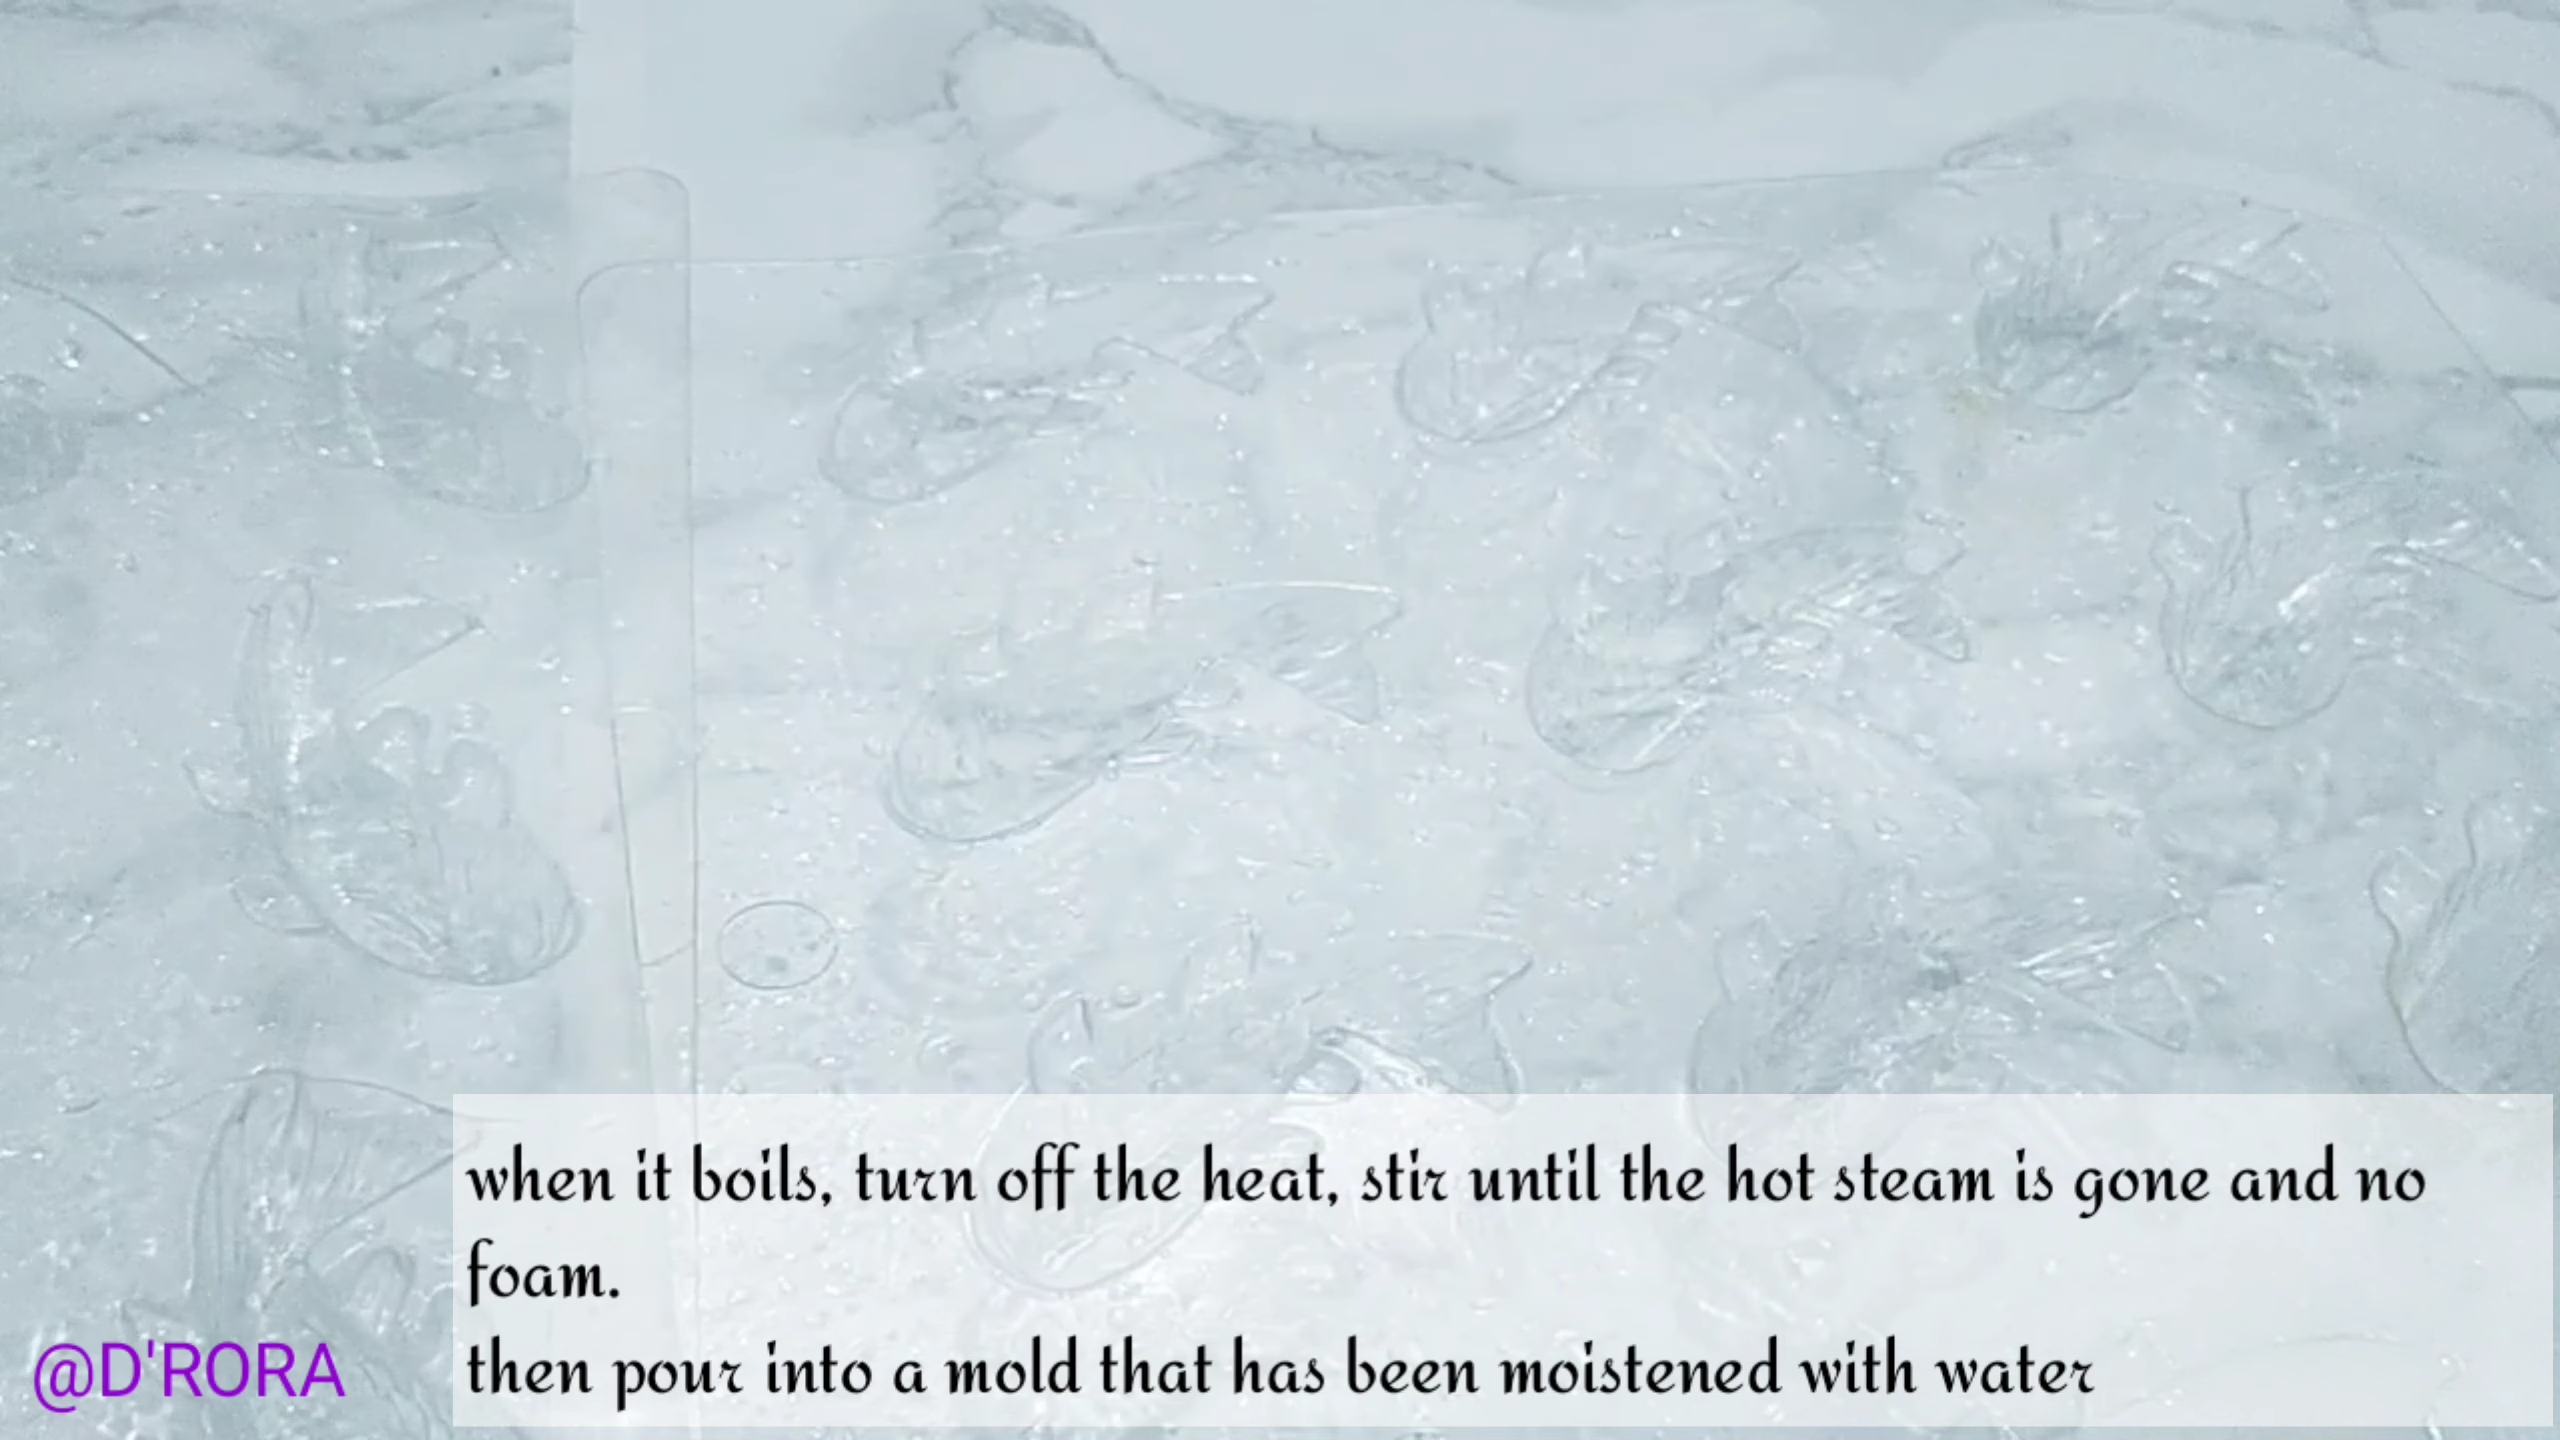 when it boils, turn off the heat, stir until the hot steam is gone and no
foam.
then pour into a mold that has been moistened with water
@D'RORA